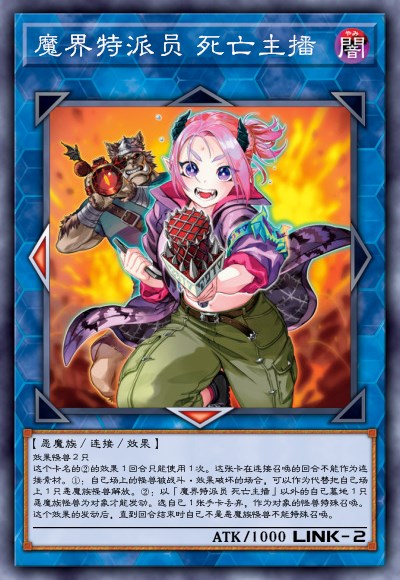 魔界特派员 死亡主播
やみ
闇
【恶魔族／连接／效果】
效果怪兽２只
这个卡名的②的效果１回合只能使用１次。这张卡在连接召唤的回合不能作为连
接素材。①：自己场上的怪兽被战斗·效果破坏的场合，可以作为代替把自己场
上１只恶魔族怪兽解放。②：以「魔界特派员 死亡主播」以外的自己墓地１只
恶魔族怪兽为对象才能发动。选自己１张手卡丢弃，作为对象的怪兽特殊召唤。
这个效果的发动后，直到回合结束时自己不是恶魔族怪兽不能特殊召唤。
ATK/1000 LINK-2